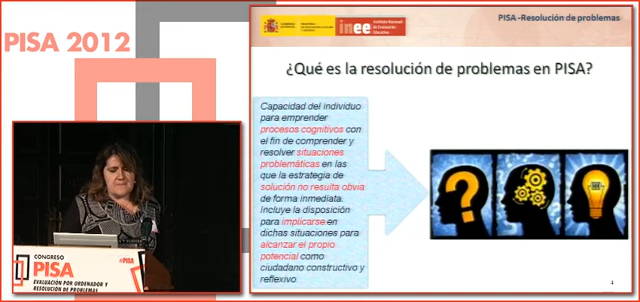 PISA 2012
CONGRESO
PISA
#PISA
EVALUACIÓN POR ORDENADOR Y
RESOLUCIÓN DE PROBLEMAS
inee
Instituto Nacional
de Evaluación
Educativa
PISA -Resolución de problemas
¿Qué es la resolución de problemas en PISA?
Capacidad del individuo
para emprender
procesos cognitivos con
el fin de comprender y
resolver situaciones
problemáticas en las
que la estrategia de
solución no resulta obvia
de forma inmediata.
Incluye la disposición
para implicarse en
dichas situaciones para
alcanzar el propio
potencial como
ciudadano constructivo y
reflexivo.
?